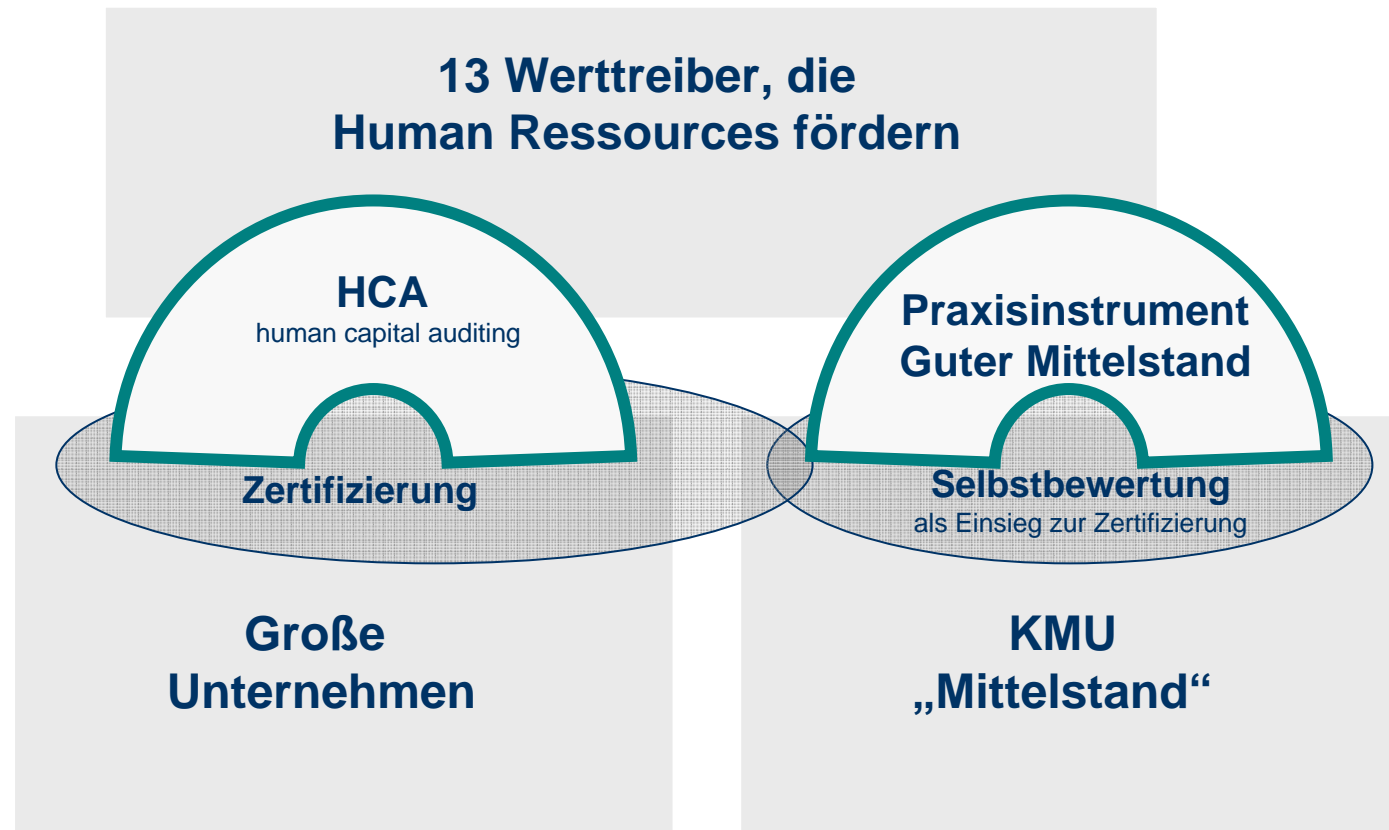 13 Werttreiber, die
Human Ressources fördern
HCA
human capital auditing
Praxisinstrument
Guter Mittelstand
Zertifizierung
Selbstbewertung
als Einsieg zur Zertifizierung
Große
Unternehmen
KMU
„Mittelstand“